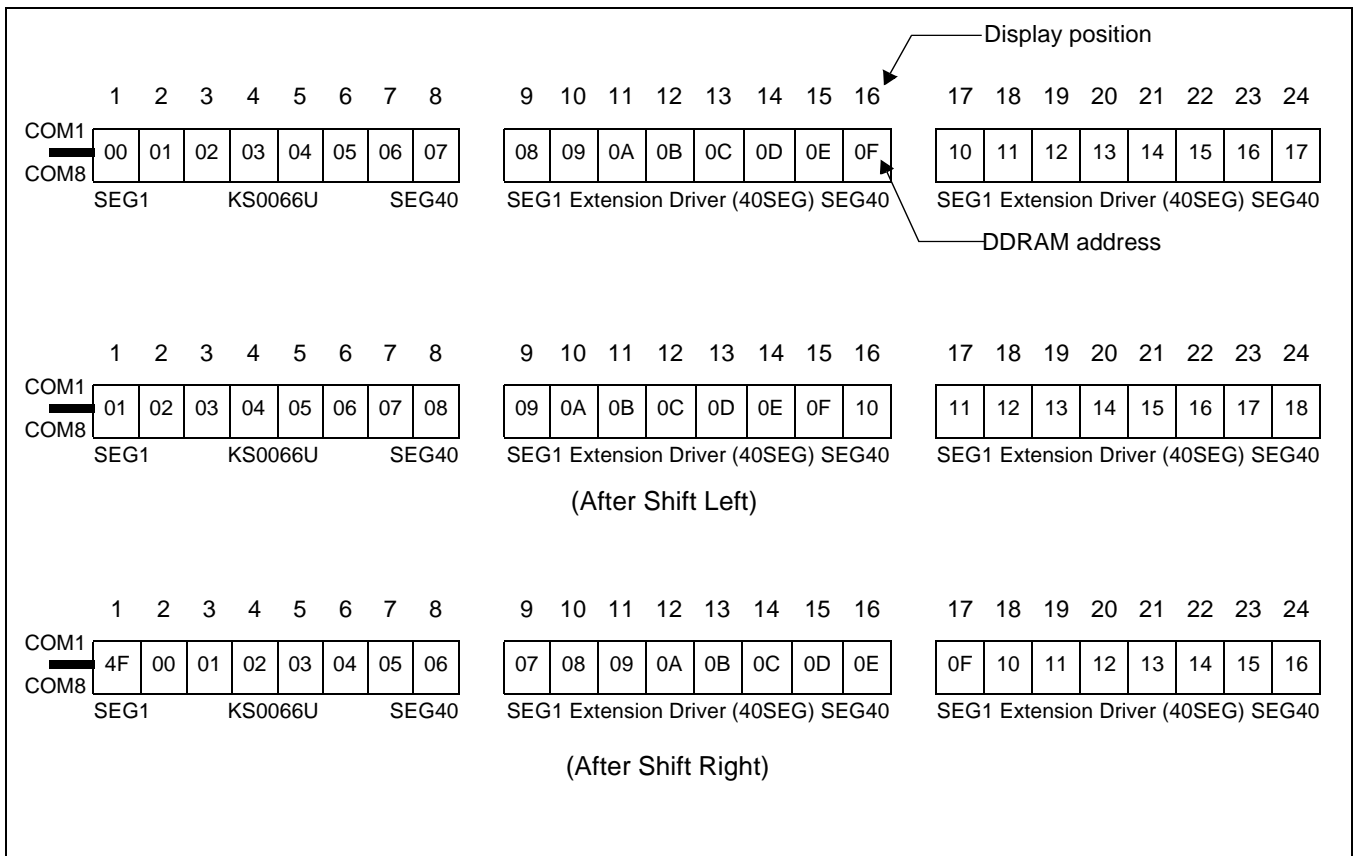 Display position
1 2 3 4 5 6 7 8 9 10 11 12 13 14 15 16 17 18 19 20 21 22 23 24
COM1
00 01 02 03 04 05 06 07 08 09 0A 0B 0C 0D 0E 0F 10 11 12 13 14 15 16 17
COM8
SEG1 KS0066U SEG40 SEG1 Extension Driver (40SEG) SEG40 SEG1 Extension Driver (40SEG) SEG40
DDRAM address
1 2 3 4 5 6 7 8 9 10 11 12 13 14 15 16 17 18 19 20 21 22 23 24
COM1
01 02 03 04 05 06 07 08 09 0A 0B 0C 0D 0E 0F 10 11 12 13 14 15 16 17 18
COM8
SEG1 KS0066U SEG40 SEG1 Extension Driver (40SEG) SEG40 SEG1 Extension Driver (40SEG) SEG40
(After Shift Left)
1 2 3 4 5 6 7 8 9 10 11 12 13 14 15 16 17 18 19 20 21 22 23 24
COM1
4F 00 01 02 03 04 05 06 07 08 09 0A 0B 0C 0D 0E 0F 10 11 12 13 14 15 16
COM8
SEG1 KS0066U SEG40 SEG1 Extension Driver (40SEG) SEG40 SEG1 Extension Driver (40SEG) SEG40
(After Shift Right)